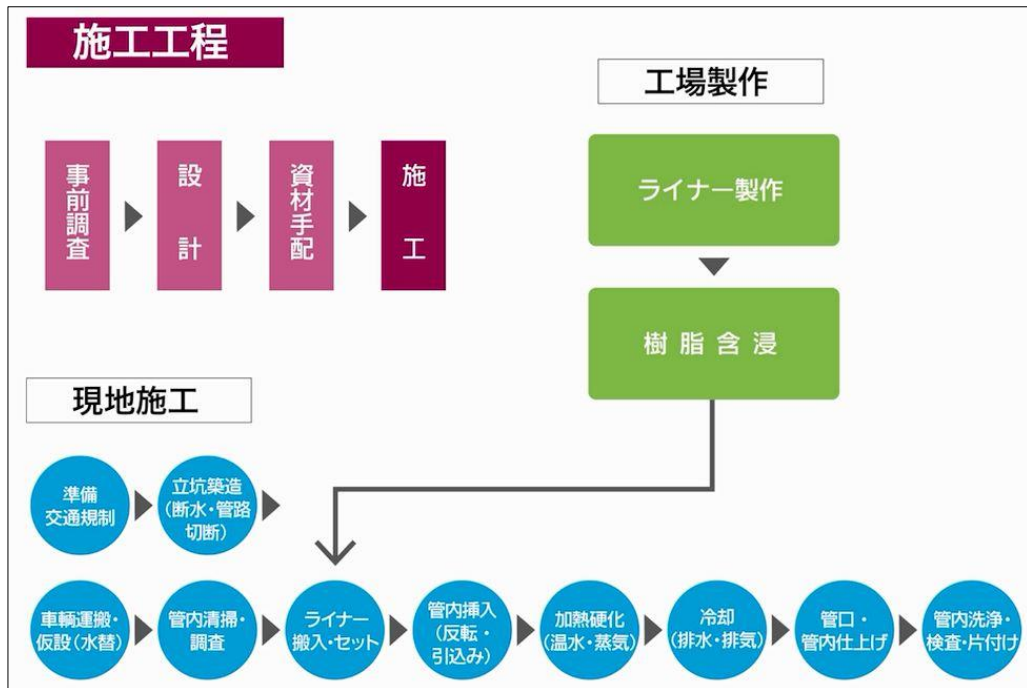 施工工程
事前調査
設計
資材手配
施工
工場製作
ライナー製作
樹脂含浸
現地施工
準備
交通規制
立坑築造
(断水・管路
切断)
車輌運搬・
仮設(水替)
管内清掃・
調査
ライナー
搬入・セット
管内挿入
(反転・
引込み)
加熱硬化
(温水・蒸気)
冷却
(排水・排気)
管口・
管内仕上げ
管内洗浄・
検査・片付け